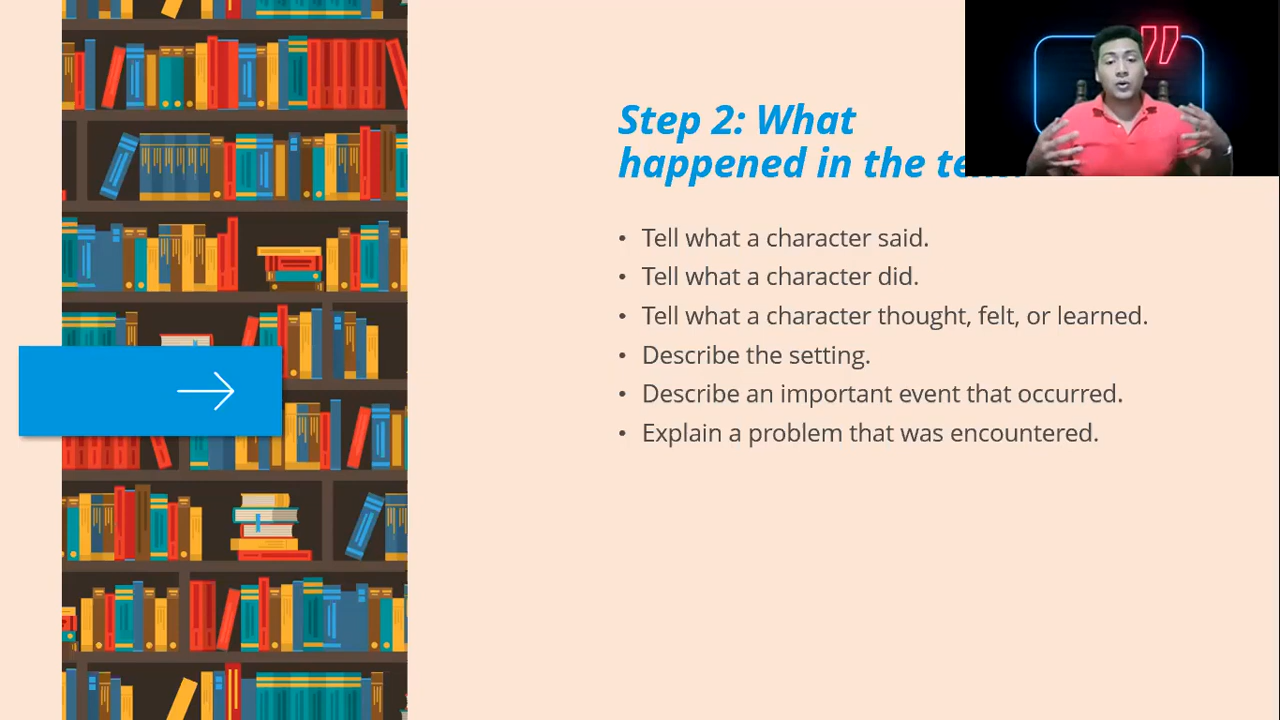 Step 2: What
happened in the
• Tell what a character said.
• Tell what a character did.
• Tell what a character thought, felt, or learned.
• Describe the setting.
• Describe an important event that occurred.
• Explain a problem that was encountered.